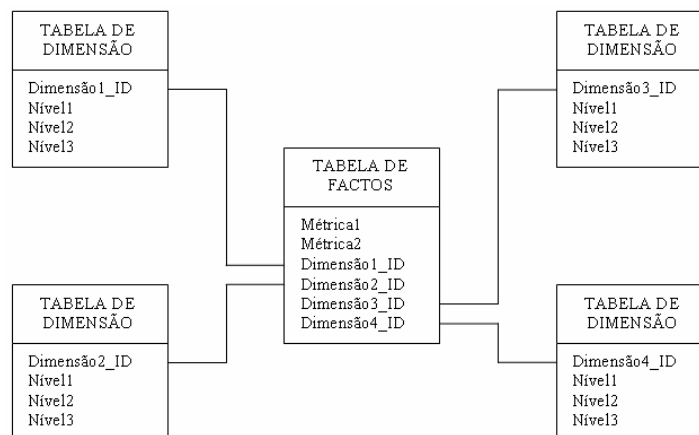 TABELA DE
DIMENSÃO
Dimensão1_ID
Nível1
Nível2
Nível3
TABELA DE
DIMENSÃO
Dimensão3_ID
Nível1
Nível2
Nível3
TABELA DE
FACTOS
Métrica1
Métrica2
Dimensão1_ID
Dimensão2_ID
Dimensão3_ID
Dimensão4_ID
TABELA DE
DIMENSÃO
Dimensão2_ID
Nível1
Nível2
Nível3
TABELA DE
DIMENSÃO
Dimensão4_ID
Nível1
Nível2
Nível3